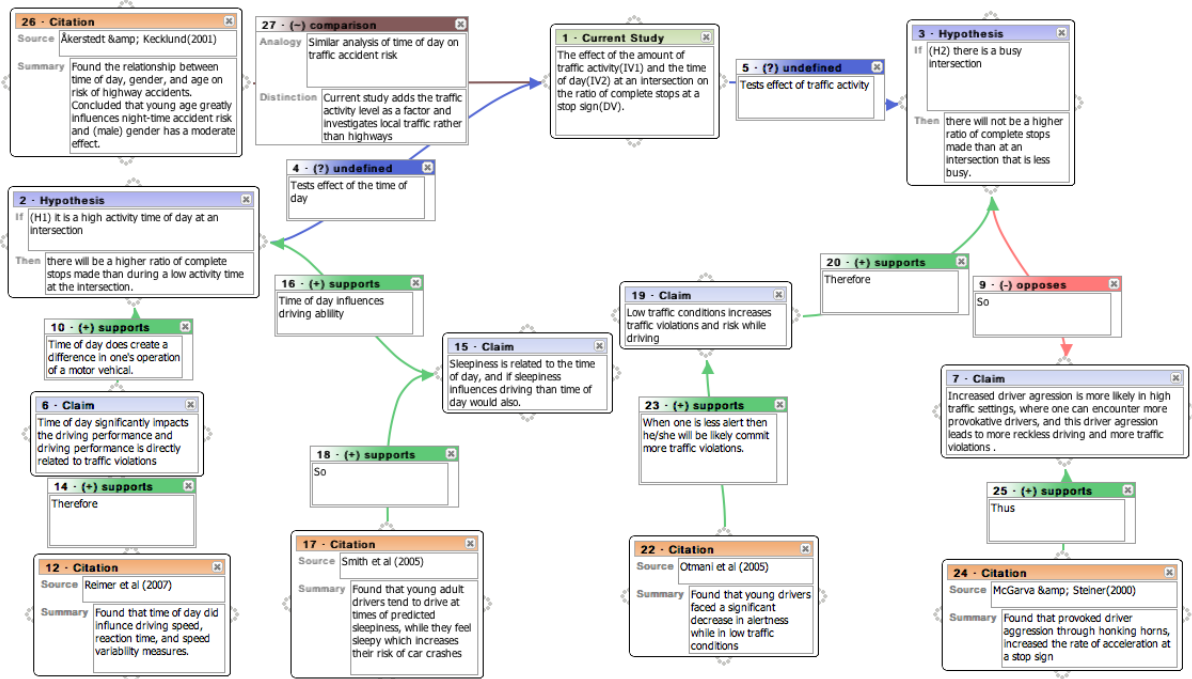 26 - Citation
Source Åkerstedt &amp; Kecklund(2001)
Summary Found the relationship between
time of day, gender, and age on
risk of highway accidents.
Concluded that young age greatly
influences night-time accident risk
and (male) gender has a moderate
effect.
27 - (~) comparison
Analogy Similar analysis of time of day on
traffic accident risk
Distinction Current study adds the traffic
activity level as a factor and
investigates local traffic rather
than highways
1 - Current Study
The effect of the amount of
traffic activity(IV1) and the time
of day(IV2) at an intersection on
the ratio of complete stops at a
stop sign(DV).
5 - (?) undefined
Tests effect of traffic activity
3 - Hypothesis
If (H2) there is a busy
intersection
Then there will not be a higher
ratio of complete stops
made than at an
intersection that is less
busy.
4 - (?) undefined
Tests effect of the time of
day
2 - Hypothesis
If (H1) it is a high activity time of day at an
intersection
Then there will be a higher ratio of complete
stops made than during a low activity time
at the intersection.
16 - (+) supports
Time of day influences
driving ablility
20 - (+) supports
Therefore
9 - (-) opposes
So
19 - Claim
Low traffic conditions increases
traffic violations and risk while
driving
10 - (+) supports
Time of day does create a
difference in one's operation
of a motor vehical.
15 - Claim
Sleepiness is related to the time
of day, and if sleepiness
influences driving than time of
day would also.
7 - Claim
Increased driver agression is more likely in high
traffic settings, where one can encounter more
provokative drivers, and this driver agression
leads to more reckless driving and more traffic
violations .
6 - Claim
Time of day significantly impacts
the driving performance and
driving performance is directly
related to traffic violations
23 - (+) supports
When one is less alert then
he/she will be likely commit
more traffic violations.
18 - (+) supports
So
14 - (+) supports
Therefore
25 - (+) supports
Thus
12 - Citation
Source Reimer et al (2007)
Summary Found that time of day did
influnce driving speed,
reaction time, and speed
variability measures.
17 - Citation
Source Smith et al (2005)
Summary Found that young adult
drivers tend to drive at
times of predicted
sleepiness, while they feel
sleepy which increases
their risk of car crashes
22 - Citation
Source Otmani et al (2005)
Summary Found that young drivers
faced a significant
decrease in alertness
while in low traffic
conditions
24 - Citation
Source McGarva &amp; Steiner(2000)
Summary Found that provoked driver
aggression through honking horns,
increased the rate of acceleration at
a stop sign